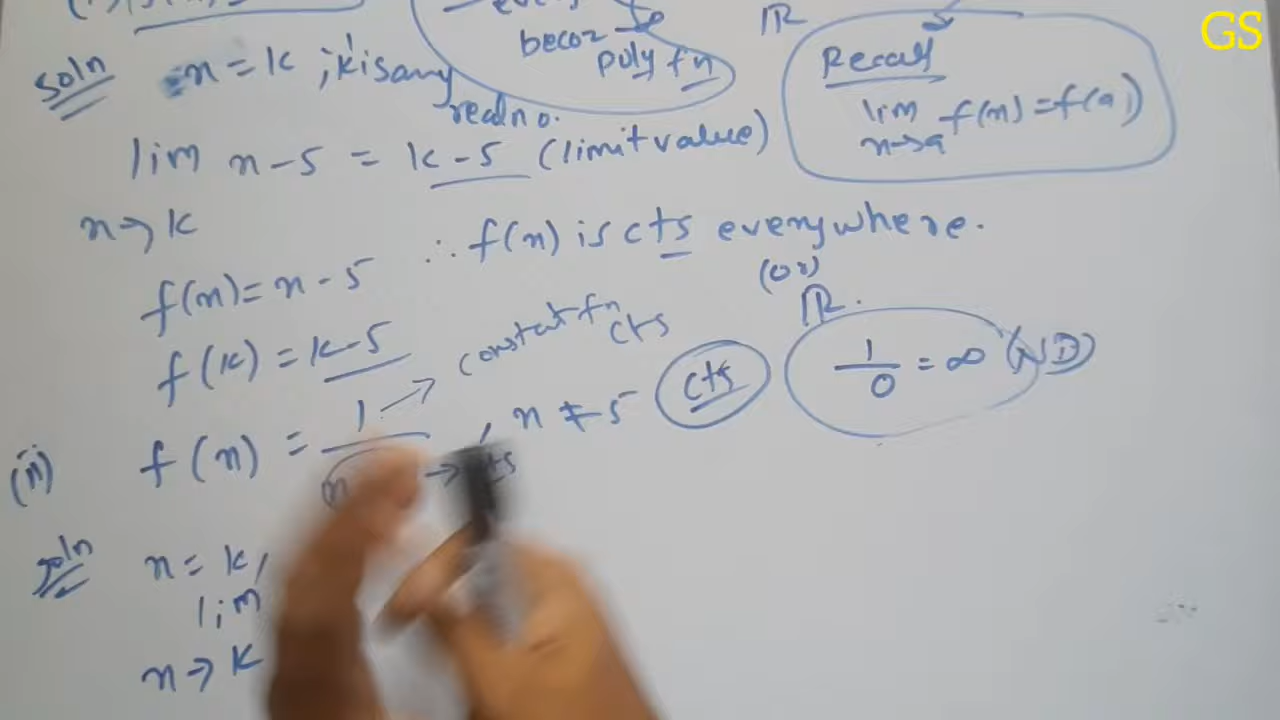 GS
becoz
poly fn
ℝ
Recall
lim f(n) = f(a)
n→a
soln n = k ; k is any
real no.
lim n - 5 = k - 5 (limit value)
n → k
∴ f(n) is cts everywhere.
(or)
ℝ.
f(n) = n - 5
f(k) = k - 5
constat fn
cts
(ii) f(n) = 1 / , n ≠ 5 cts
1/0 = ∞ (ND)
soln n = k,
lim
n → k